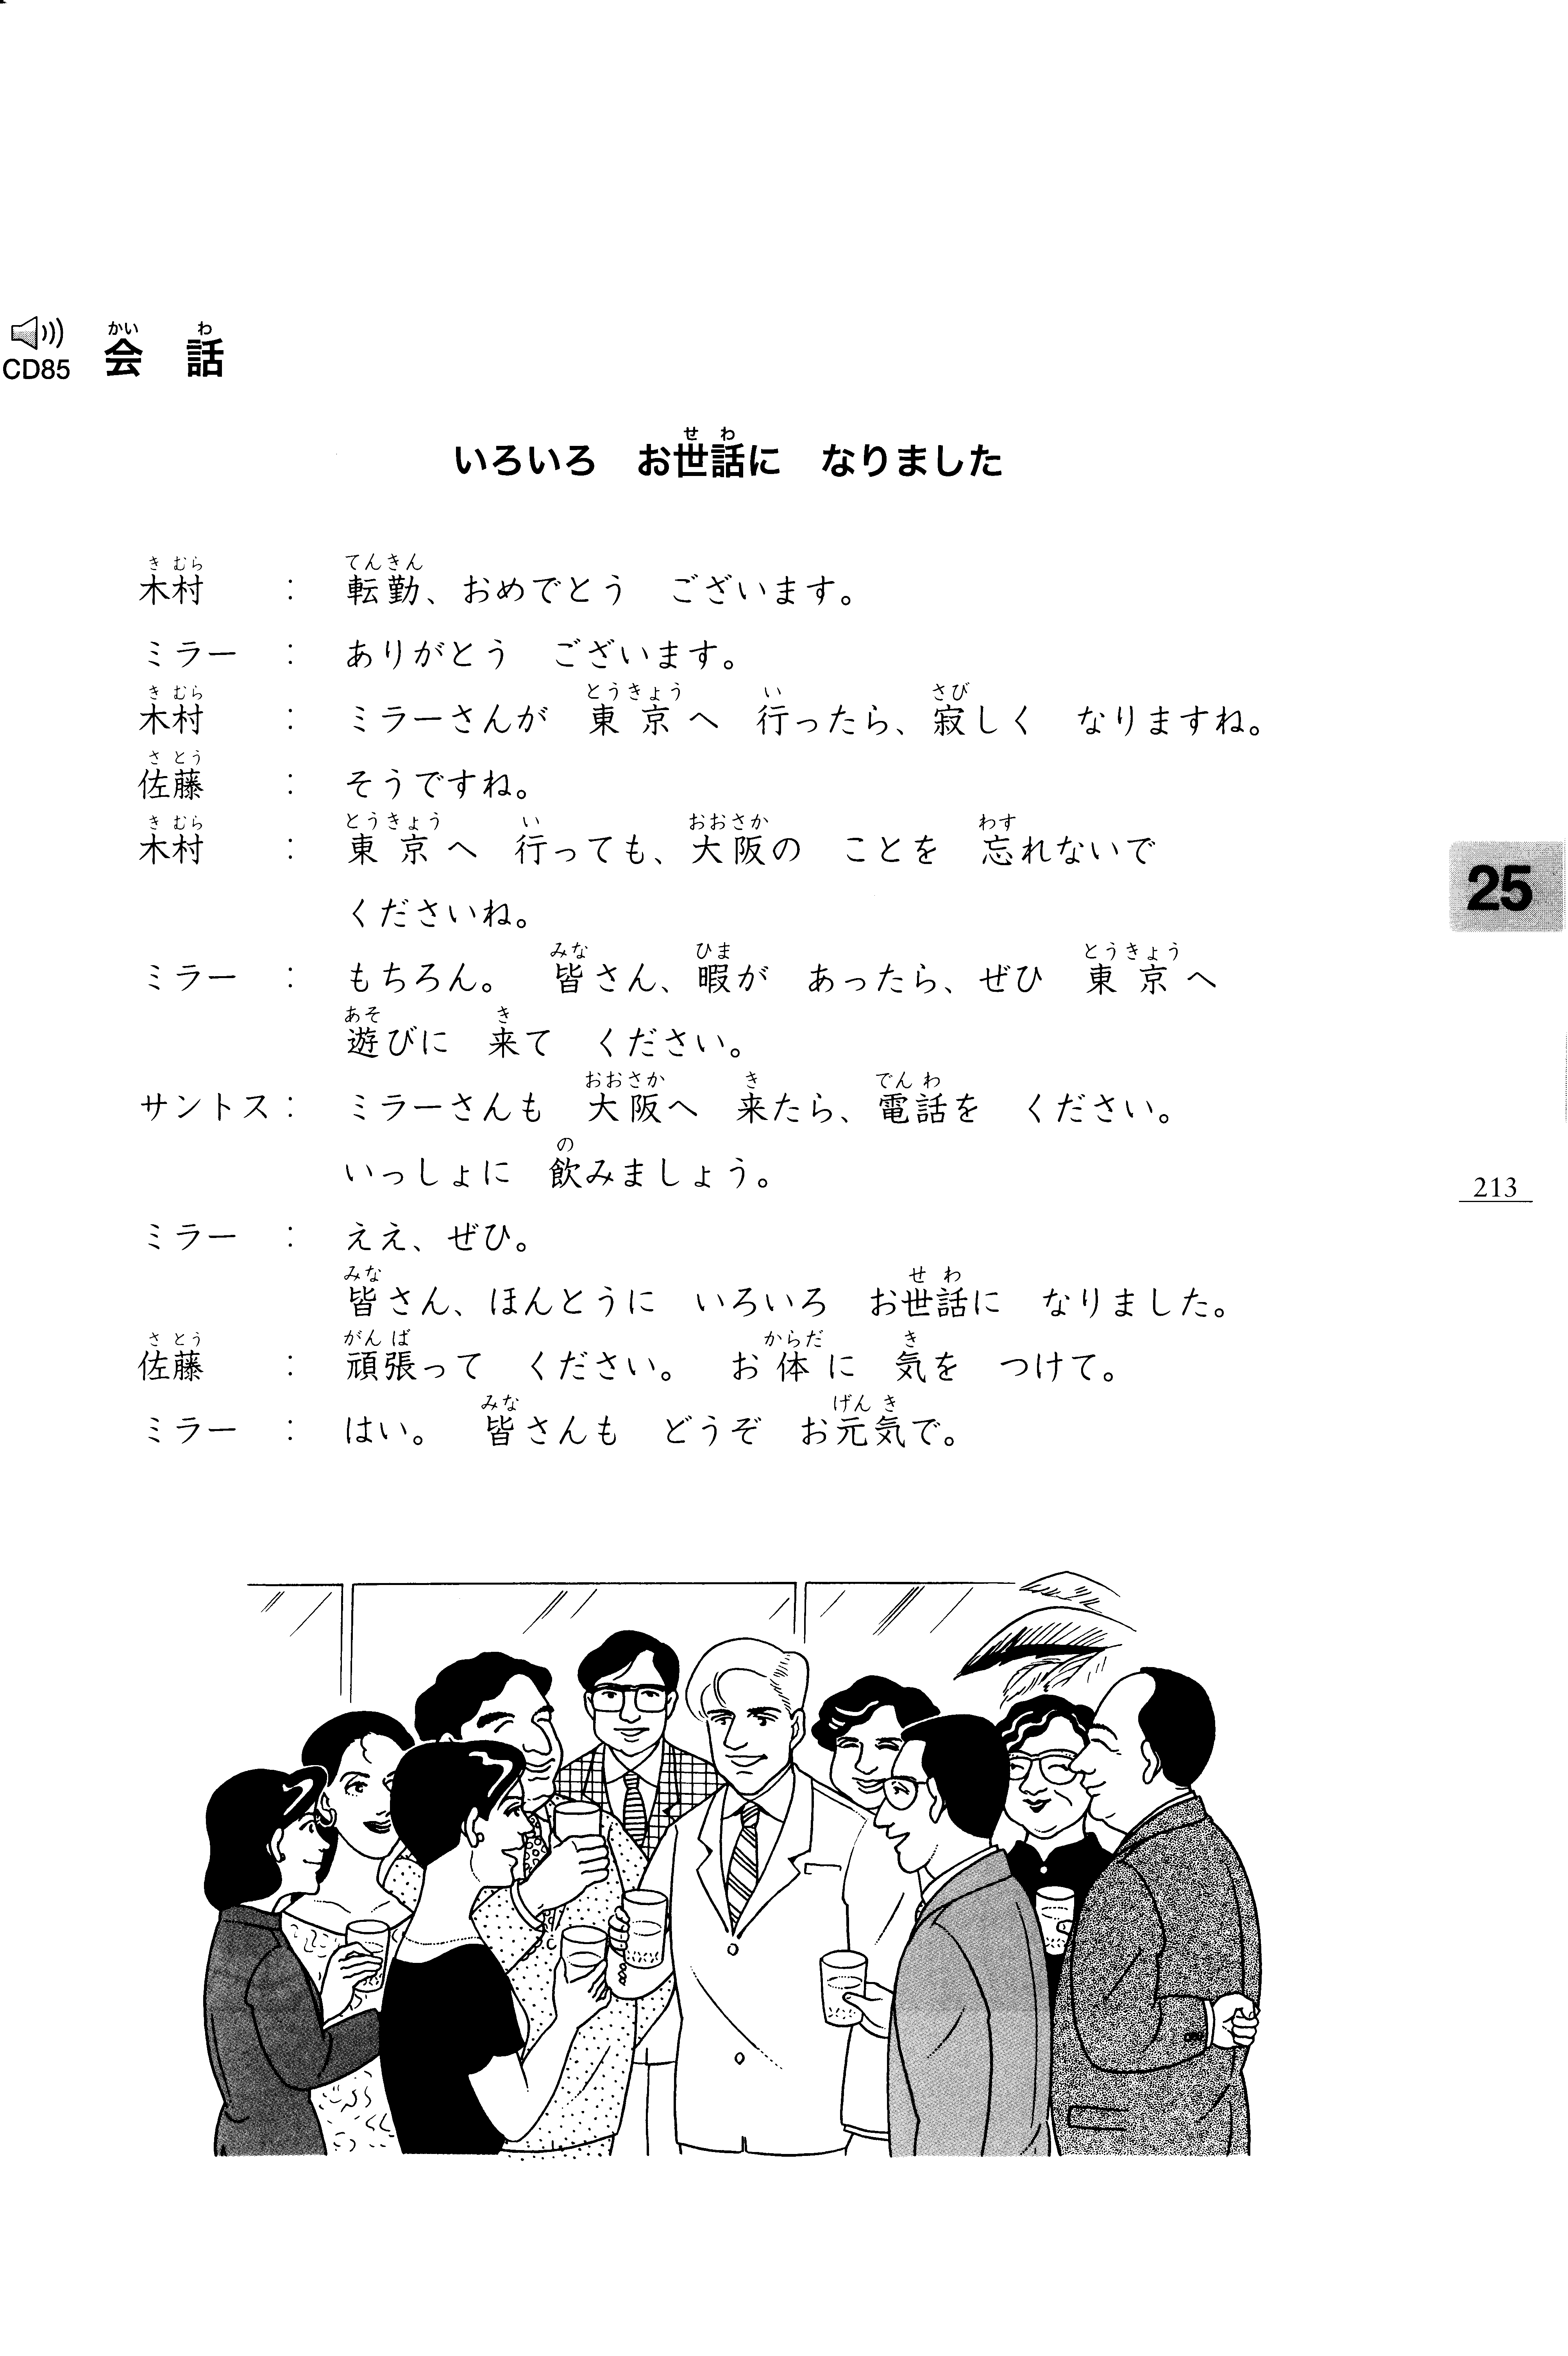 CD85 会話
いろいろ お世話に なりました
木村 : 転勤、おめでとう ございます。
ミラー : ありがとう ございます。
木村 : ミラーさんが 東京へ 行ったら、寂しく なりますね。
佐藤 : そうですね。
木村 : 東京へ 行っても、大阪の ことを 忘れないで
くださいね。
ミラー : もちろん。 皆さん、暇が あったら、ぜひ 東京へ
遊びに 来て ください。
サントス : ミラーさんも 大阪へ 来たら、電話を ください。
いっしょに 飲みましょう。
ミラー : ええ、ぜひ。
皆さん、ほんとうに いろいろ お世話に なりました。
佐藤 : 頑張って ください。 お体に 気を つけて。
ミラー : はい。 皆さんも どうぞ お元気で。
25
213